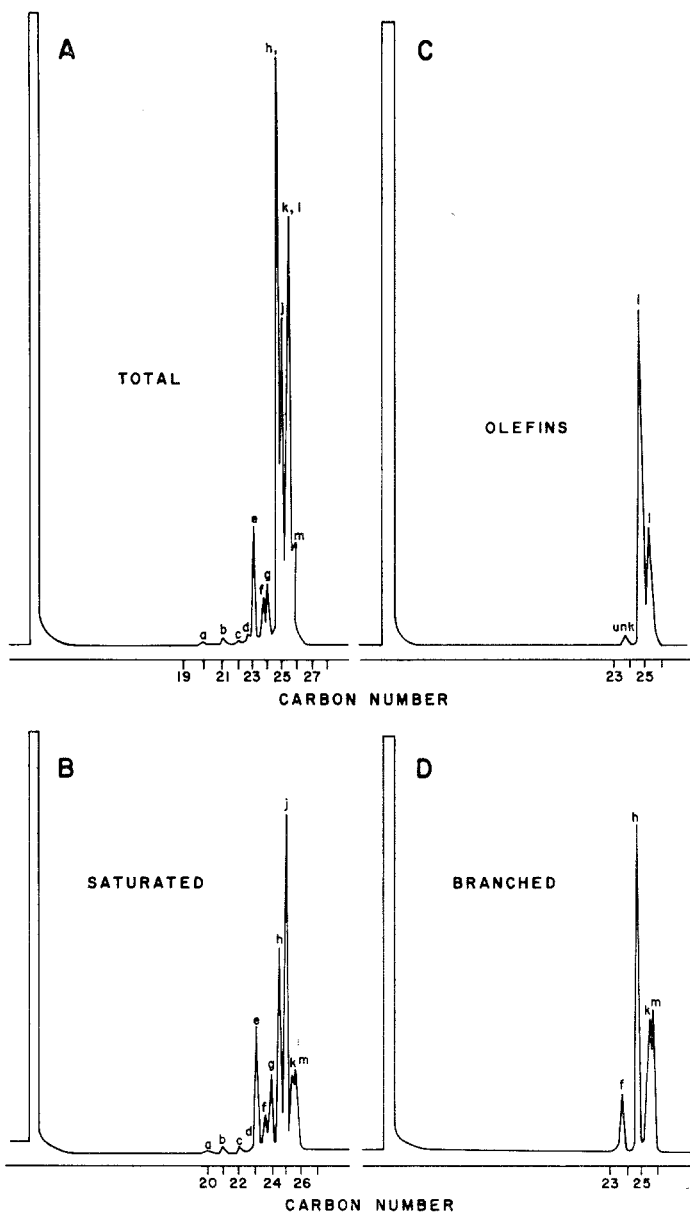 A
h,
k, l
j
TOTAL
e
m
f
g
a
b
c
d
19 21 23 25 27
CARBON NUMBER
C
OLEFINS
unk
23 25
B
j
SATURATED
h
e
m
k
g
f
a
b
c
d
20 22 24 26
CARBON NUMBER
D
h
BRANCHED
k
m
f
23 25